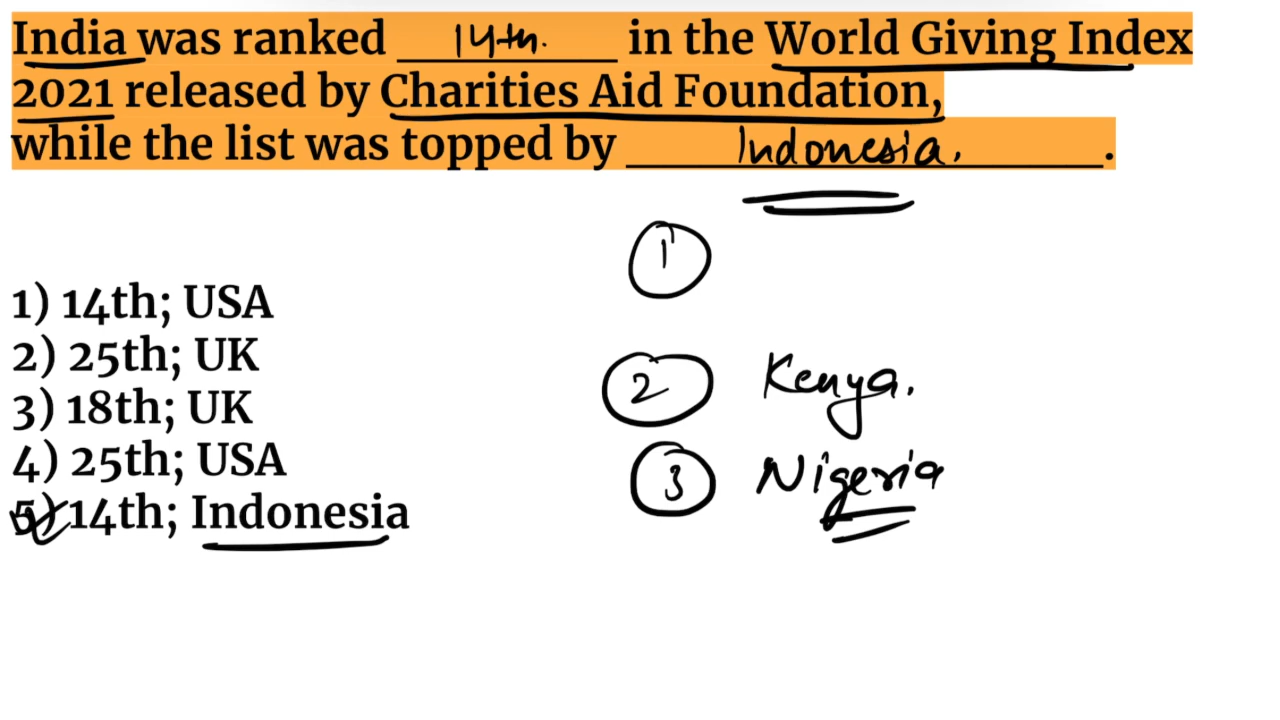 India was ranked 14th. in the World Giving Index
2021 released by Charities Aid Foundation,
while the list was topped by Indonesia. .
1
1) 14th; USA
2) 25th; UK
2 Kenya.
3) 18th; UK
4) 25th; USA
3 Nigeria
5) 14th; Indonesia